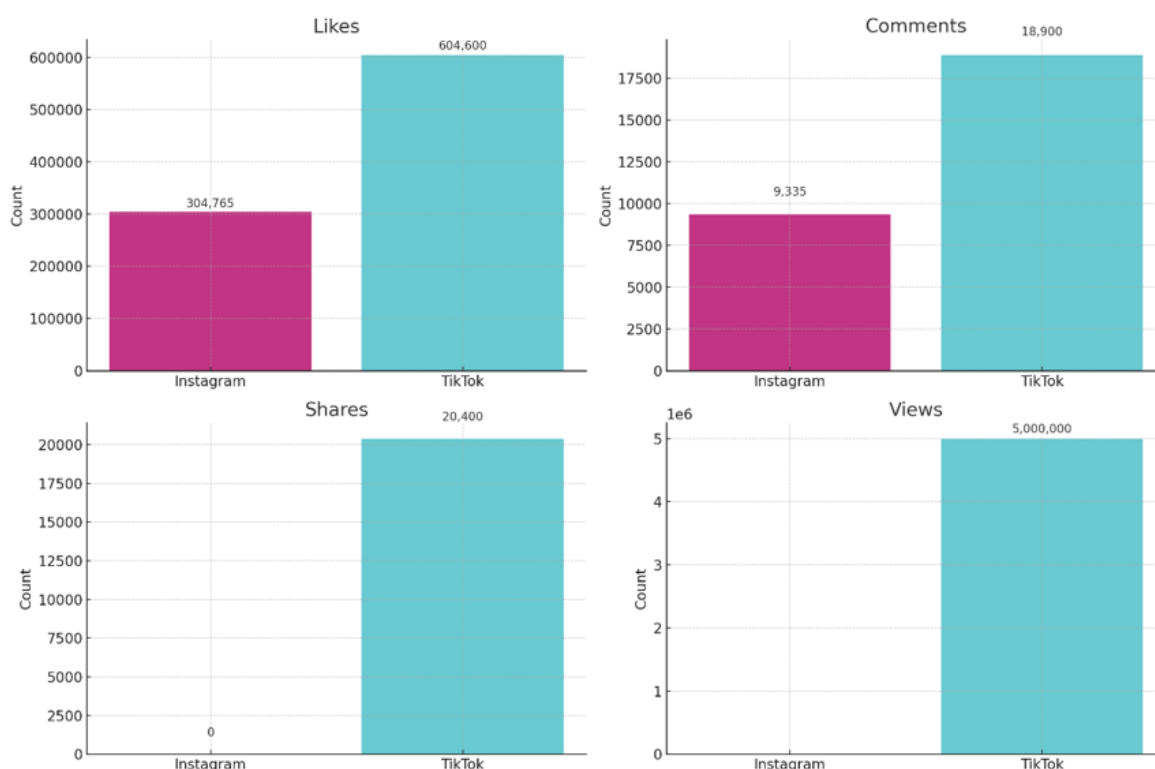 Likes
604,600
600000
500000
400000
304,765
300000
200000
100000
0
Count
Instagram
TikTok
Comments
18,900
17500
15000
12500
9,335
10000
7500
5000
2500
0
Count
Instagram
TikTok
Shares
20,400
20000
17500
15000
12500
10000
7500
5000
2500
0
0
Count
Instagram
TikTok
Views
1e6
5,000,000
5
4
3
2
1
0
Count
Instagram
TikTok